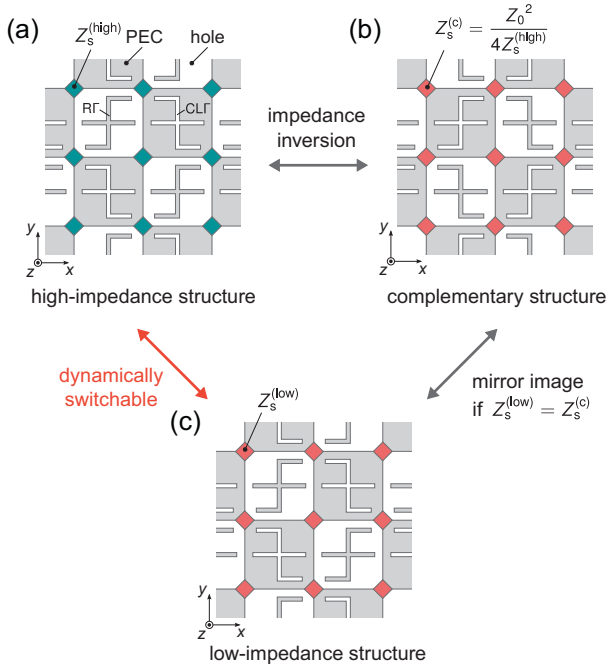 (a)
Z_s^(high)
PEC
hole
RΓ
CLΓ
y
z
x
high-impedance structure
impedance
inversion
(b)
Z_s^(c) = Z_0^2 / 4Z_s^(high)
y
z
x
complementary structure
dynamically
switchable
mirror image
if Z_s^(low) = Z_s^(c)
(c)
Z_s^(low)
y
z
x
low-impedance structure